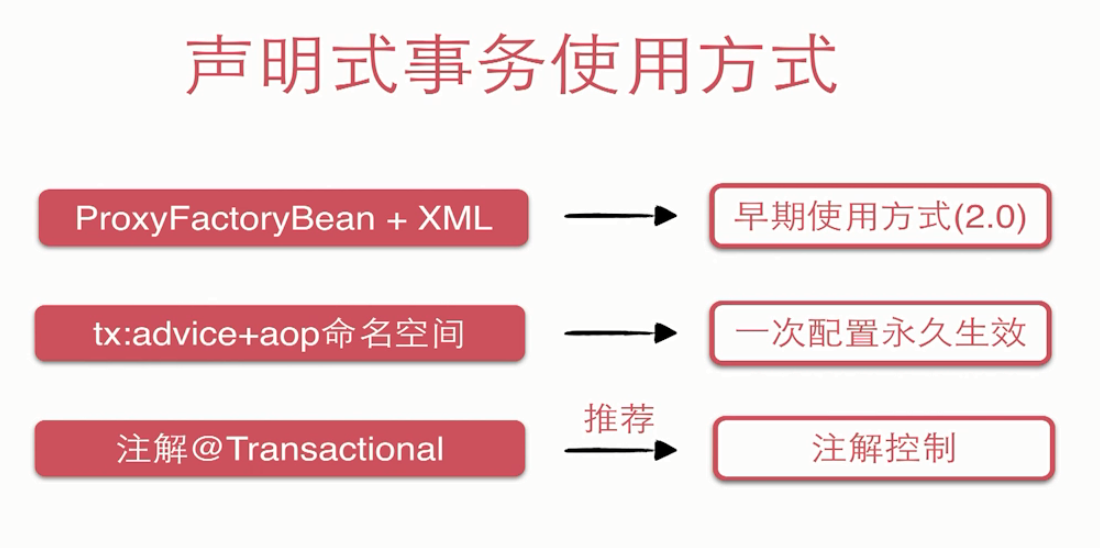 声明式事务使用方式
ProxyFactoryBean + XML
早期使用方式(2.0)
tx:advice+aop命名空间
一次配置永久生效
注解@Transactional
推荐
注解控制